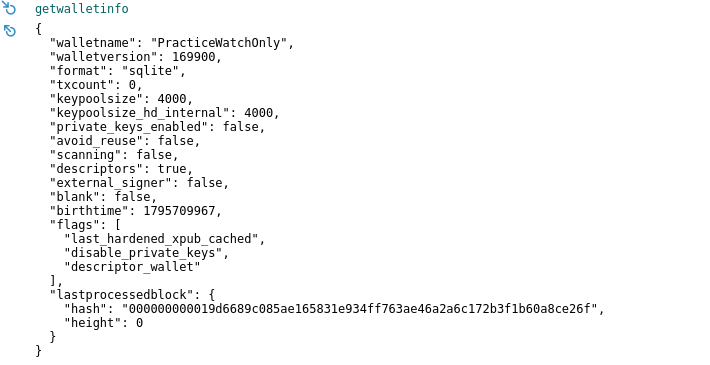 getwalletinfo
{
  "walletname": "PracticeWatchOnly",
  "walletversion": 169900,
  "format": "sqlite",
  "txcount": 0,
  "keypoolsize": 4000,
  "keypoolsize_hd_internal": 4000,
  "private_keys_enabled": false,
  "avoid_reuse": false,
  "scanning": false,
  "descriptors": true,
  "external_signer": false,
  "blank": false,
  "birthtime": 1795709967,
  "flags": [
    "last_hardened_xpub_cached",
    "disable_private_keys",
    "descriptor_wallet"
  ],
  "lastprocessedblock": {
    "hash": "000000000019d6689c085ae165831e934ff763ae46a2a6c172b3f1b60a8ce26f",
    "height": 0
  }
}